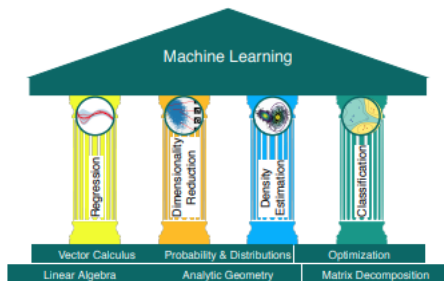 Machine Learning
Regression
Dimensionality
Reduction
Density
Estimation
Classification
Vector Calculus
Probability & Distributions
Optimization
Linear Algebra
Analytic Geometry
Matrix Decomposition